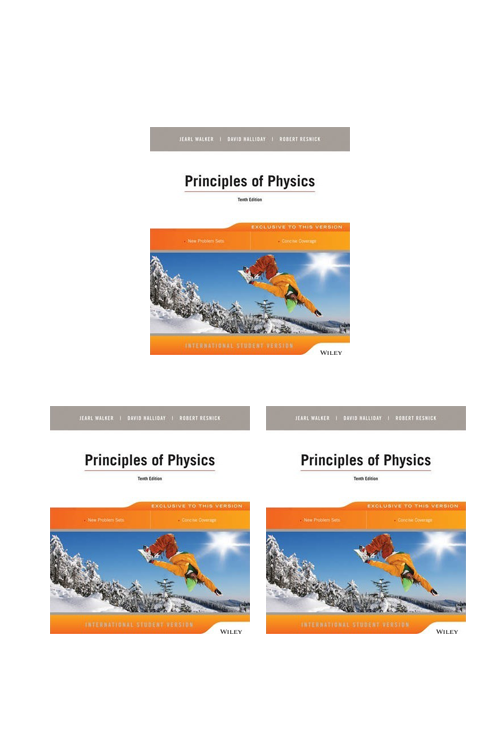 JEARL WALKER | DAVID HALLIDAY | ROBERT RESNICK
Principles of Physics
Tenth Edition
EXCLUSIVE TO THIS VERSION
• New Problem Sets • Concise Coverage
INTERNATIONAL STUDENT VERSION
WILEY
JEARL WALKER | DAVID HALLIDAY | ROBERT RESNICK
Principles of Physics
Tenth Edition
EXCLUSIVE TO THIS VERSION
• New Problem Sets • Concise Coverage
INTERNATIONAL STUDENT VERSION
WILEY
JEARL WALKER | DAVID HALLIDAY | ROBERT RESNICK
Principles of Physics
Tenth Edition
EXCLUSIVE TO THIS VERSION
• New Problem Sets • Concise Coverage
INTERNATIONAL STUDENT VERSION
WILEY